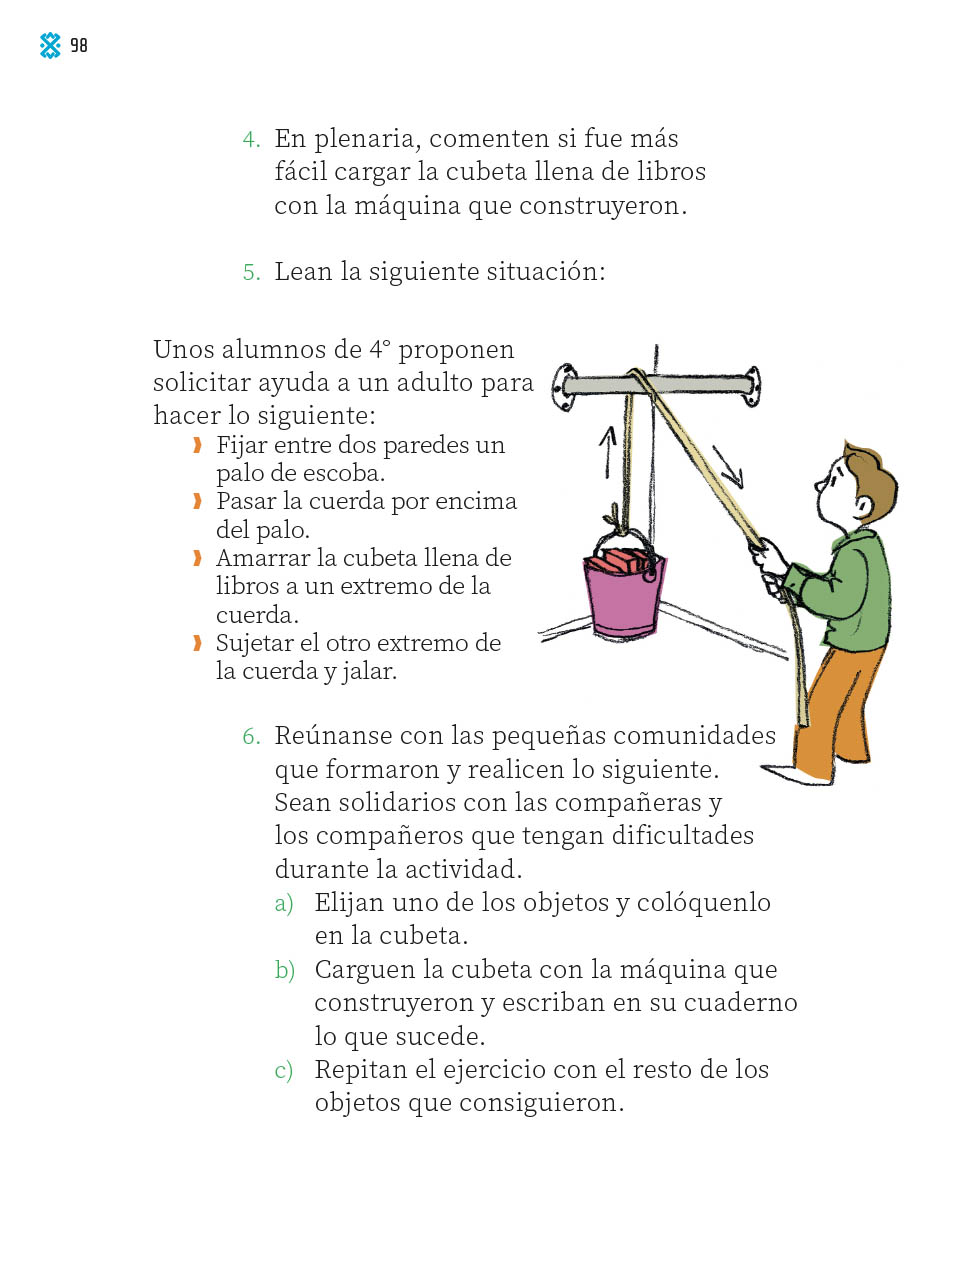 98
4. En plenaria, comenten si fue más
fácil cargar la cubeta llena de libros
con la máquina que construyeron.
5. Lean la siguiente situación:
Unos alumnos de 4° proponen
solicitar ayuda a un adulto para
hacer lo siguiente:
Fijar entre dos paredes un
palo de escoba.
Pasar la cuerda por encima
del palo.
Amarrar la cubeta llena de
libros a un extremo de la
cuerda.
Sujetar el otro extremo de
la cuerda y jalar.
6. Reúnanse con las pequeñas comunidades
que formaron y realicen lo siguiente.
Sean solidarios con las compañeras y
los compañeros que tengan dificultades
durante la actividad.
a) Elijan uno de los objetos y colóquenlo
en la cubeta.
b) Carguen la cubeta con la máquina que
construyeron y escriban en su cuaderno
lo que sucede.
c) Repitan el ejercicio con el resto de los
objetos que consiguieron.